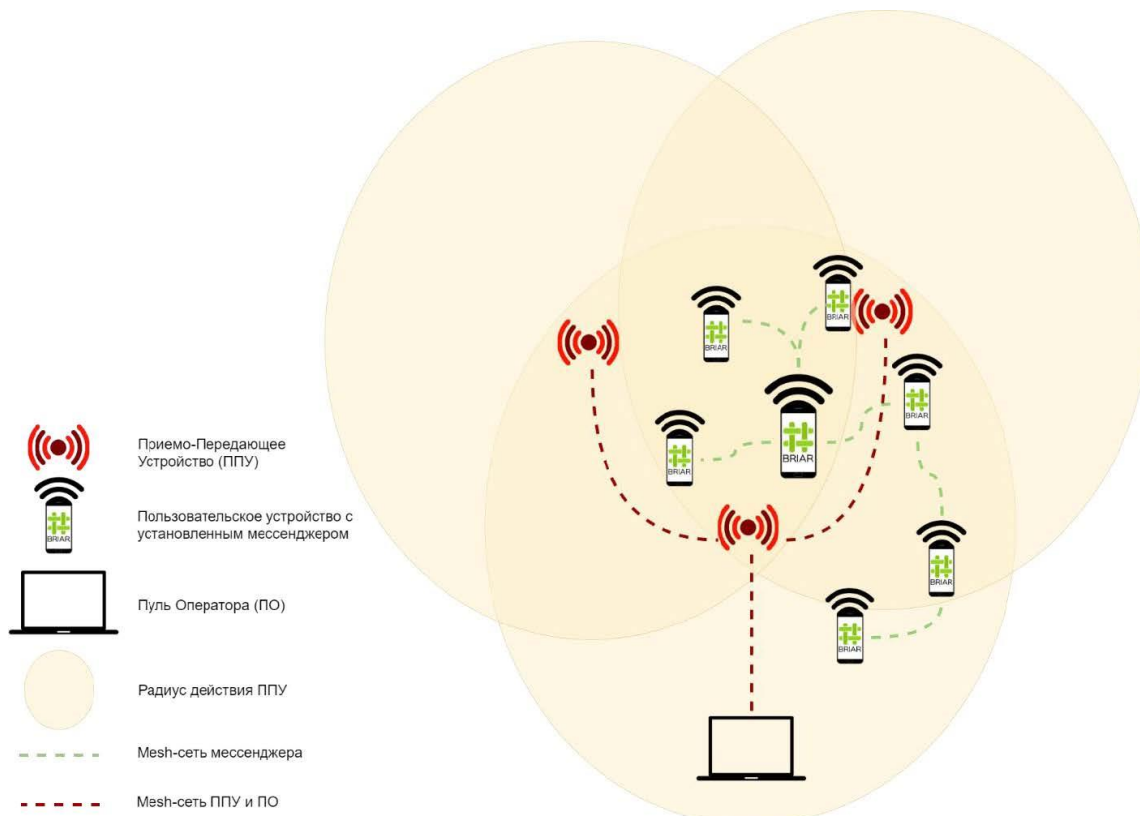 BRIAR
BRIAR
BRIAR
BRIAR
BRIAR
BRIAR
BRIAR
Приемо-Передающее
Устройство (ППУ)
BRIAR
Пользовательское устройство с
установленным мессенджером
Пуль Оператора (ПО)
Радиус действия ППУ
Mesh-сеть мессенджера
Mesh-сеть ППУ и ПО